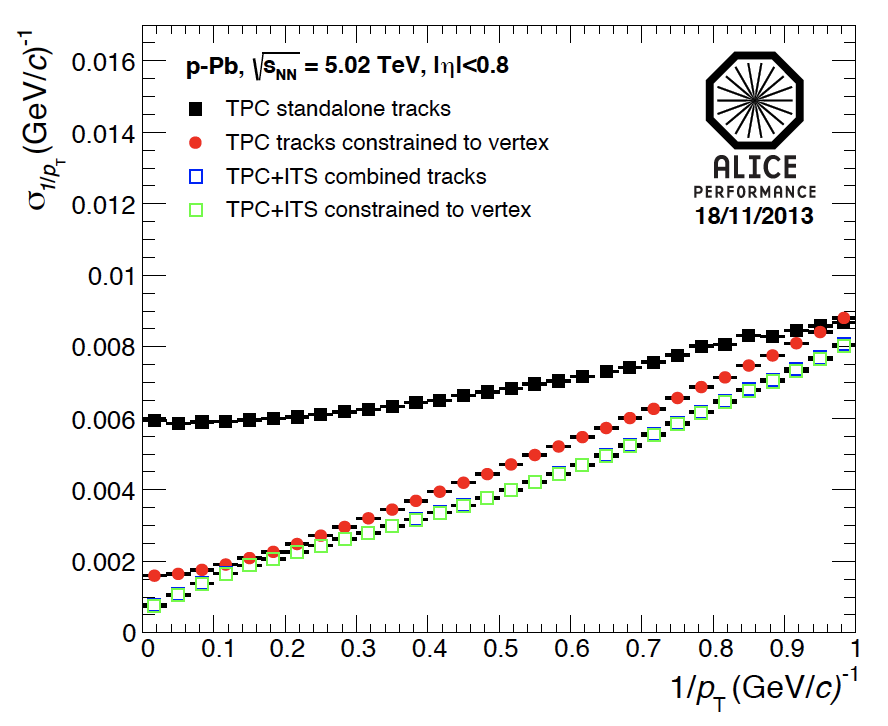 σ1/pT (GeV/c)-1
0.016
0.014
0.012
0.01
0.008
0.006
0.004
0.002
0
p-Pb, √sNN = 5.02 TeV, |η|<0.8
TPC standalone tracks
TPC tracks constrained to vertex
TPC+ITS combined tracks
TPC+ITS constrained to vertex
ALICE
PERFORMANCE
18/11/2013
0 0.1 0.2 0.3 0.4 0.5 0.6 0.7 0.8 0.9 1
1/pT (GeV/c)-1